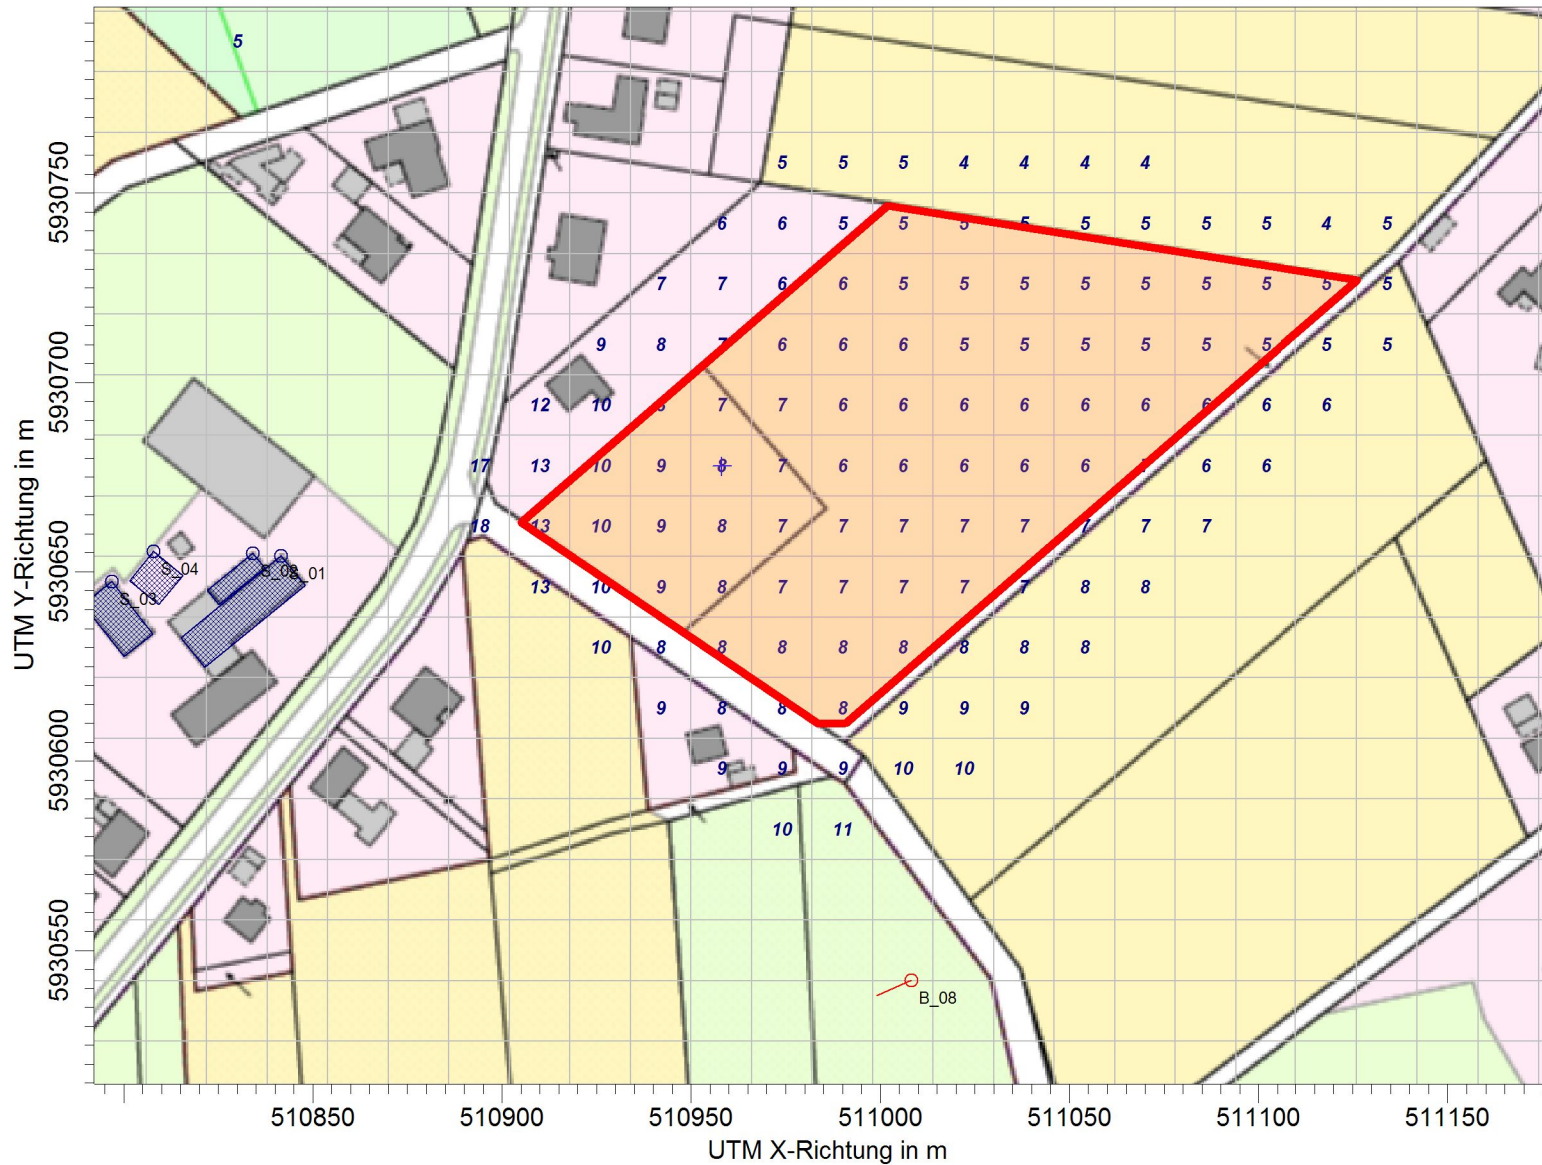 5
5 5 5 4 4 4 4
5930750
6 6 5 5 5 5 5 5 5 5 4 5
7 7 6 6 5 5 5 5 5 5 5 5 5
5930700
9 8 7 6 6 6 5 5 5 5 5 5 5 5
12 10 7 7 6 6 6 6 6 6 6 6 6
17 13 10 9 8 7 6 6 6 6 6 6 6
18 13 10 9 8 7 7 7 7 7 7 7 7
5930650
S_04 S_02 S_01
S_03
13 10 9 8 7 7 7 7 7 8 8
10 8 8 8 8 8 8 8 8
9 8 8 8 9 9 9
5930600
9 9 9 10 10
10 11
5930550
B_08
UTM Y-Richtung in m
510850 510900 510950 511000 511050 511100 511150
UTM X-Richtung in m